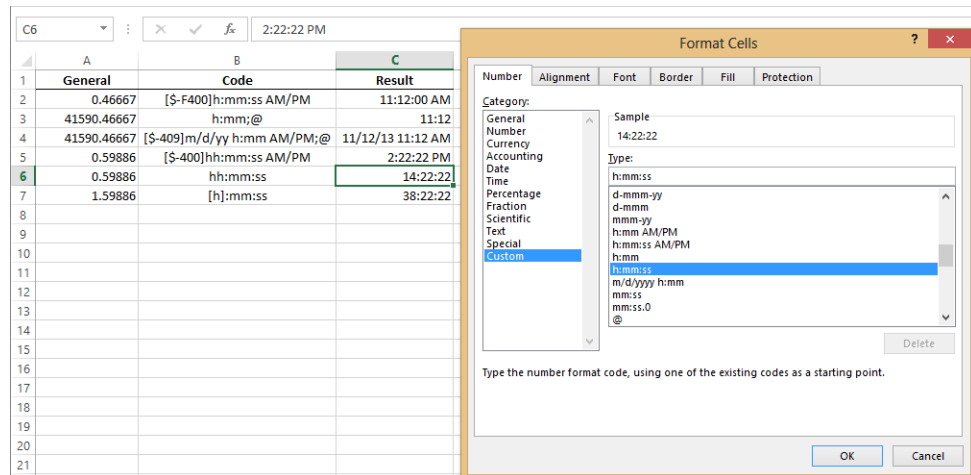 C6 fx 2:22:22 PM
A B C
1 General Code Result
2 0.46667 [$-F400]h:mm:ss AM/PM 11:12:00 AM
3 41590.46667 h:mm;@ 11:12
4 41590.46667 [$-409]m/d/yy h:mm AM/PM;@ 11/12/13 11:12 AM
5 0.59886 [$-400]hh:mm:ss AM/PM 2:22:22 PM
6 0.59886 hh:mm:ss 14:22:22
7 1.59886 [h]:mm:ss 38:22:22
8
9
10
11
12
13
14
15
16
17
18
19
20
21
Format Cells ? ×
Number Alignment Font Border Fill Protection
Category:
General
Number
Currency
Accounting
Date
Time
Percentage
Fraction
Scientific
Text
Special
Custom
Sample
14:22:22
Type:
h:mm:ss
d-mmm-yy
d-mmm
mmm-yy
h:mm AM/PM
h:mm:ss AM/PM
h:mm
h:mm:ss
m/d/yyyy h:mm
mm:ss
mm:ss.0
@
Delete
Type the number format code, using one of the existing codes as a starting point.
OK Cancel